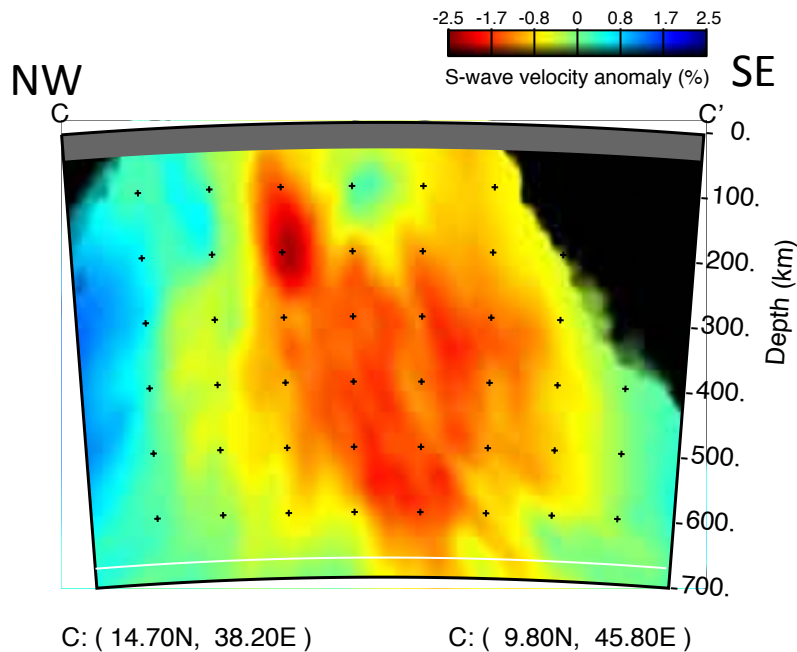 -2.5 -1.7 -0.8 0 0.8 1.7 2.5
S-wave velocity anomaly (%)
NW
SE
C
C’
0.
100.
200.
300.
400.
500.
600.
700.
Depth (km)
C: ( 14.70N, 38.20E )
C: ( 9.80N, 45.80E )